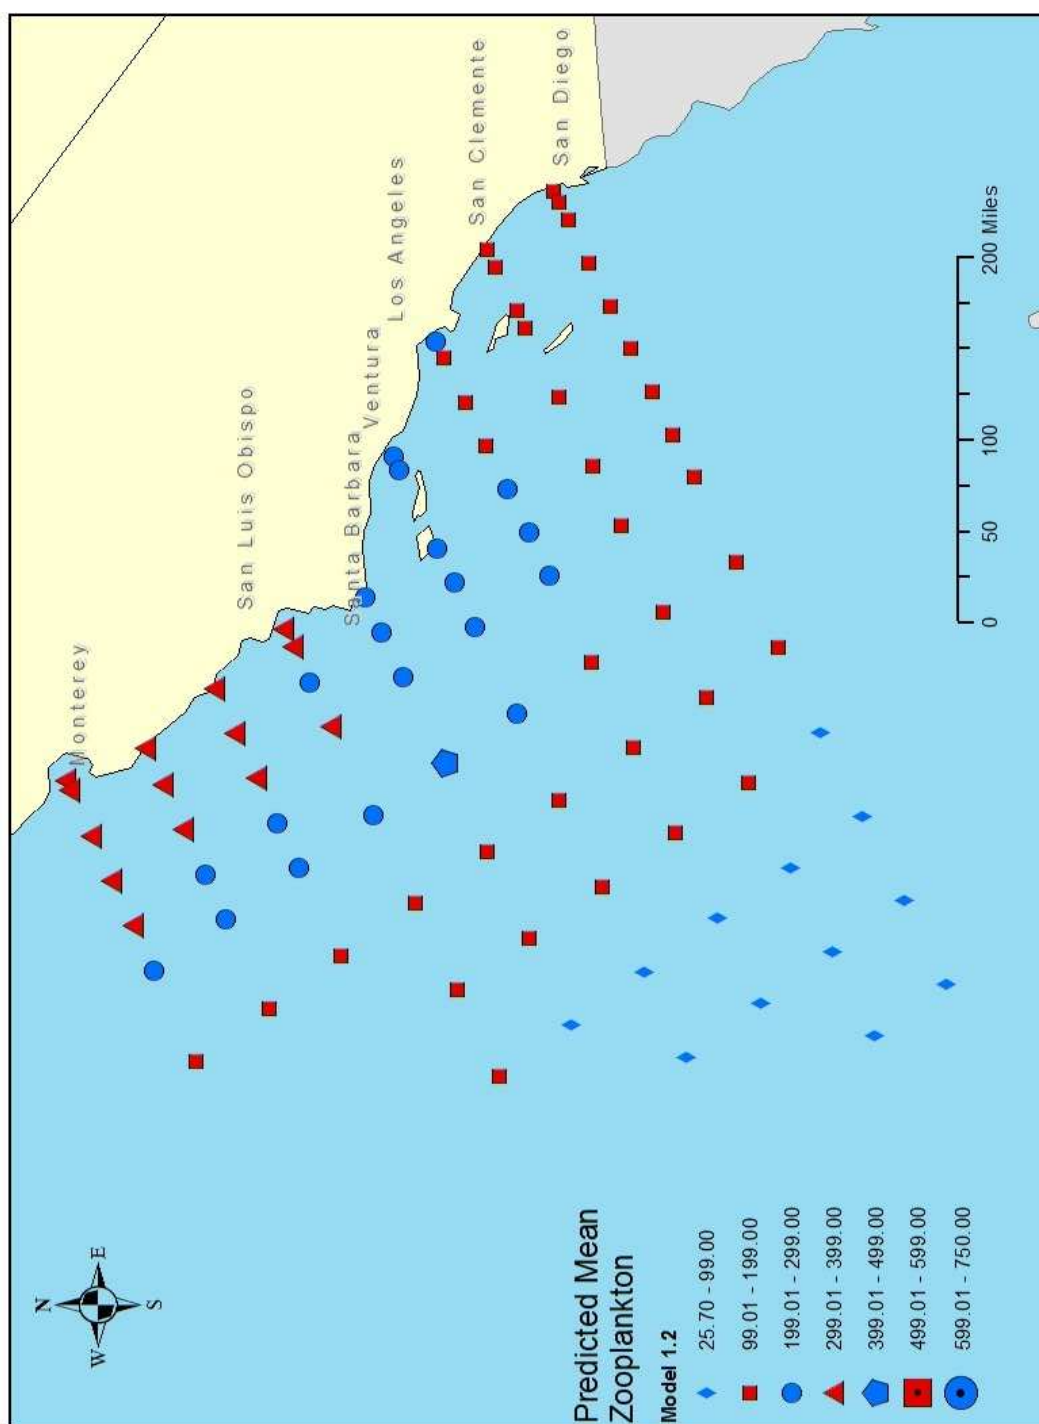 N
W
E
S
Monterey
San Luis Obispo
Santa Barbara
Ventura
Los Angeles
San Clemente
San Diego
Predicted Mean
Zooplankton
Model 1.2
25.70 - 99.00
99.01 - 199.00
199.01 - 299.00
299.01 - 399.00
399.01 - 499.00
499.01 - 599.00
599.01 - 750.00
0 50 100 200 Miles